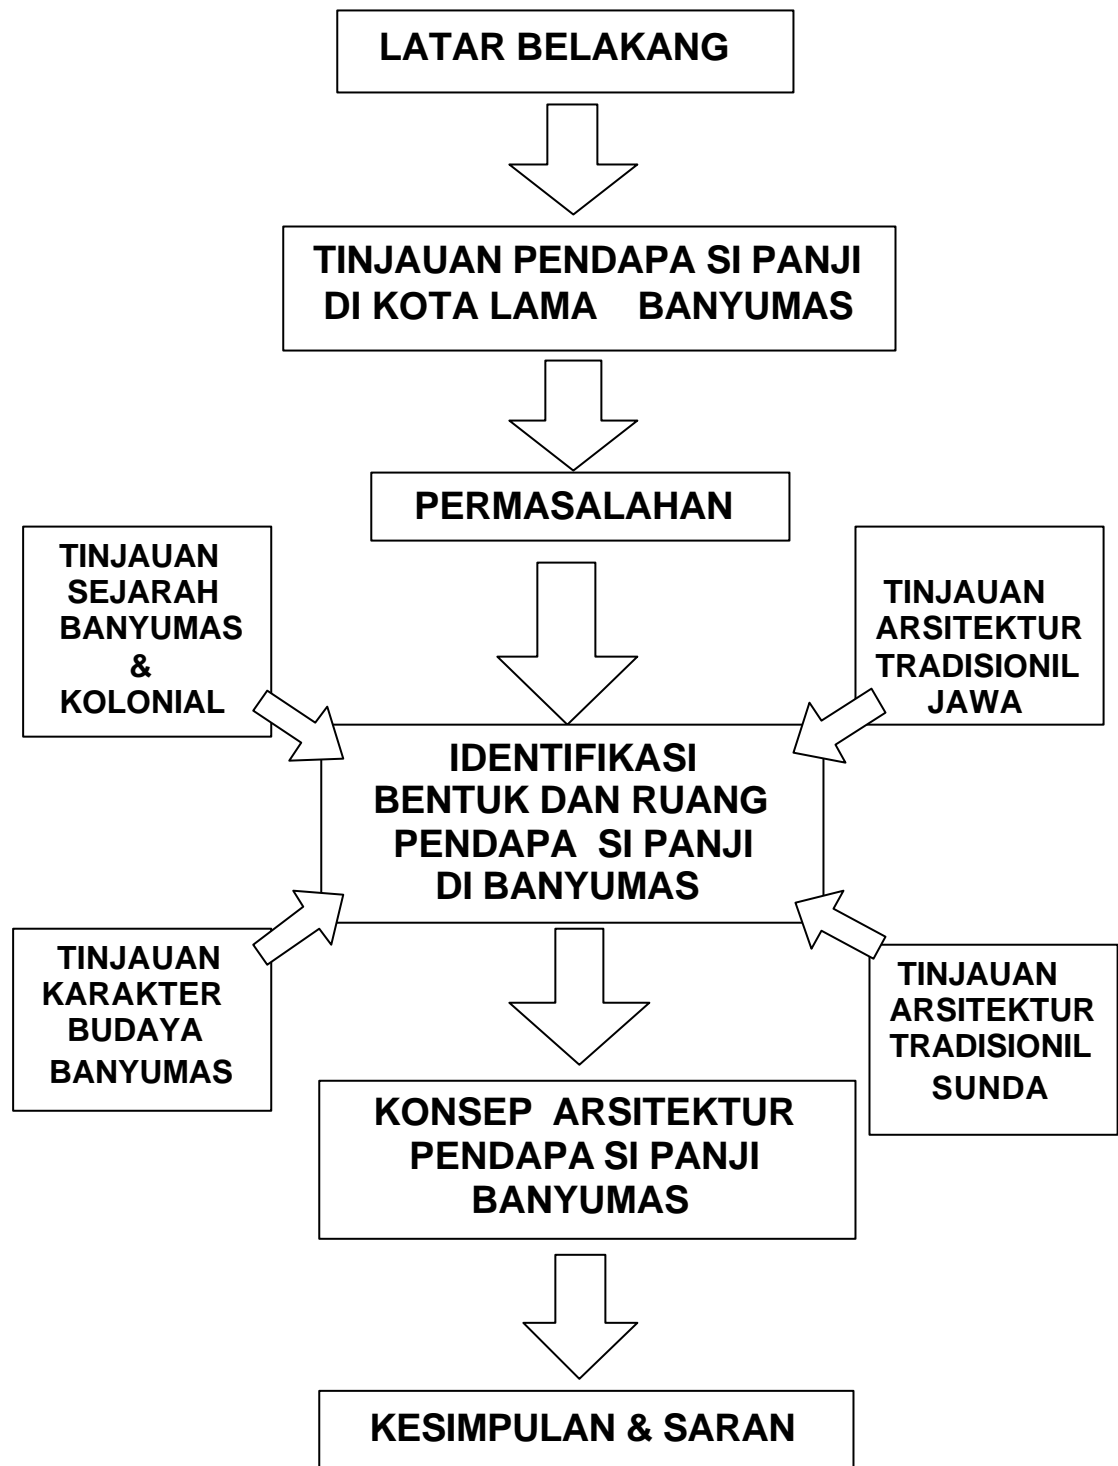 LATAR BELAKANG
TINJAUAN PENDAPA SI PANJI
DI KOTA LAMA BANYUMAS
PERMASALAHAN
TINJAUAN
SEJARAH
BANYUMAS
&
KOLONIAL
TINJAUAN
ARSITEKTUR
TRADISIONIL
JAWA
IDENTIFIKASI
BENTUK DAN RUANG
PENDAPA SI PANJI
DI BANYUMAS
TINJAUAN
KARAKTER
BUDAYA
BANYUMAS
TINJAUAN
ARSITEKTUR
TRADISIONIL
SUNDA
KONSEP ARSITEKTUR
PENDAPA SI PANJI
BANYUMAS
KESIMPULAN & SARAN